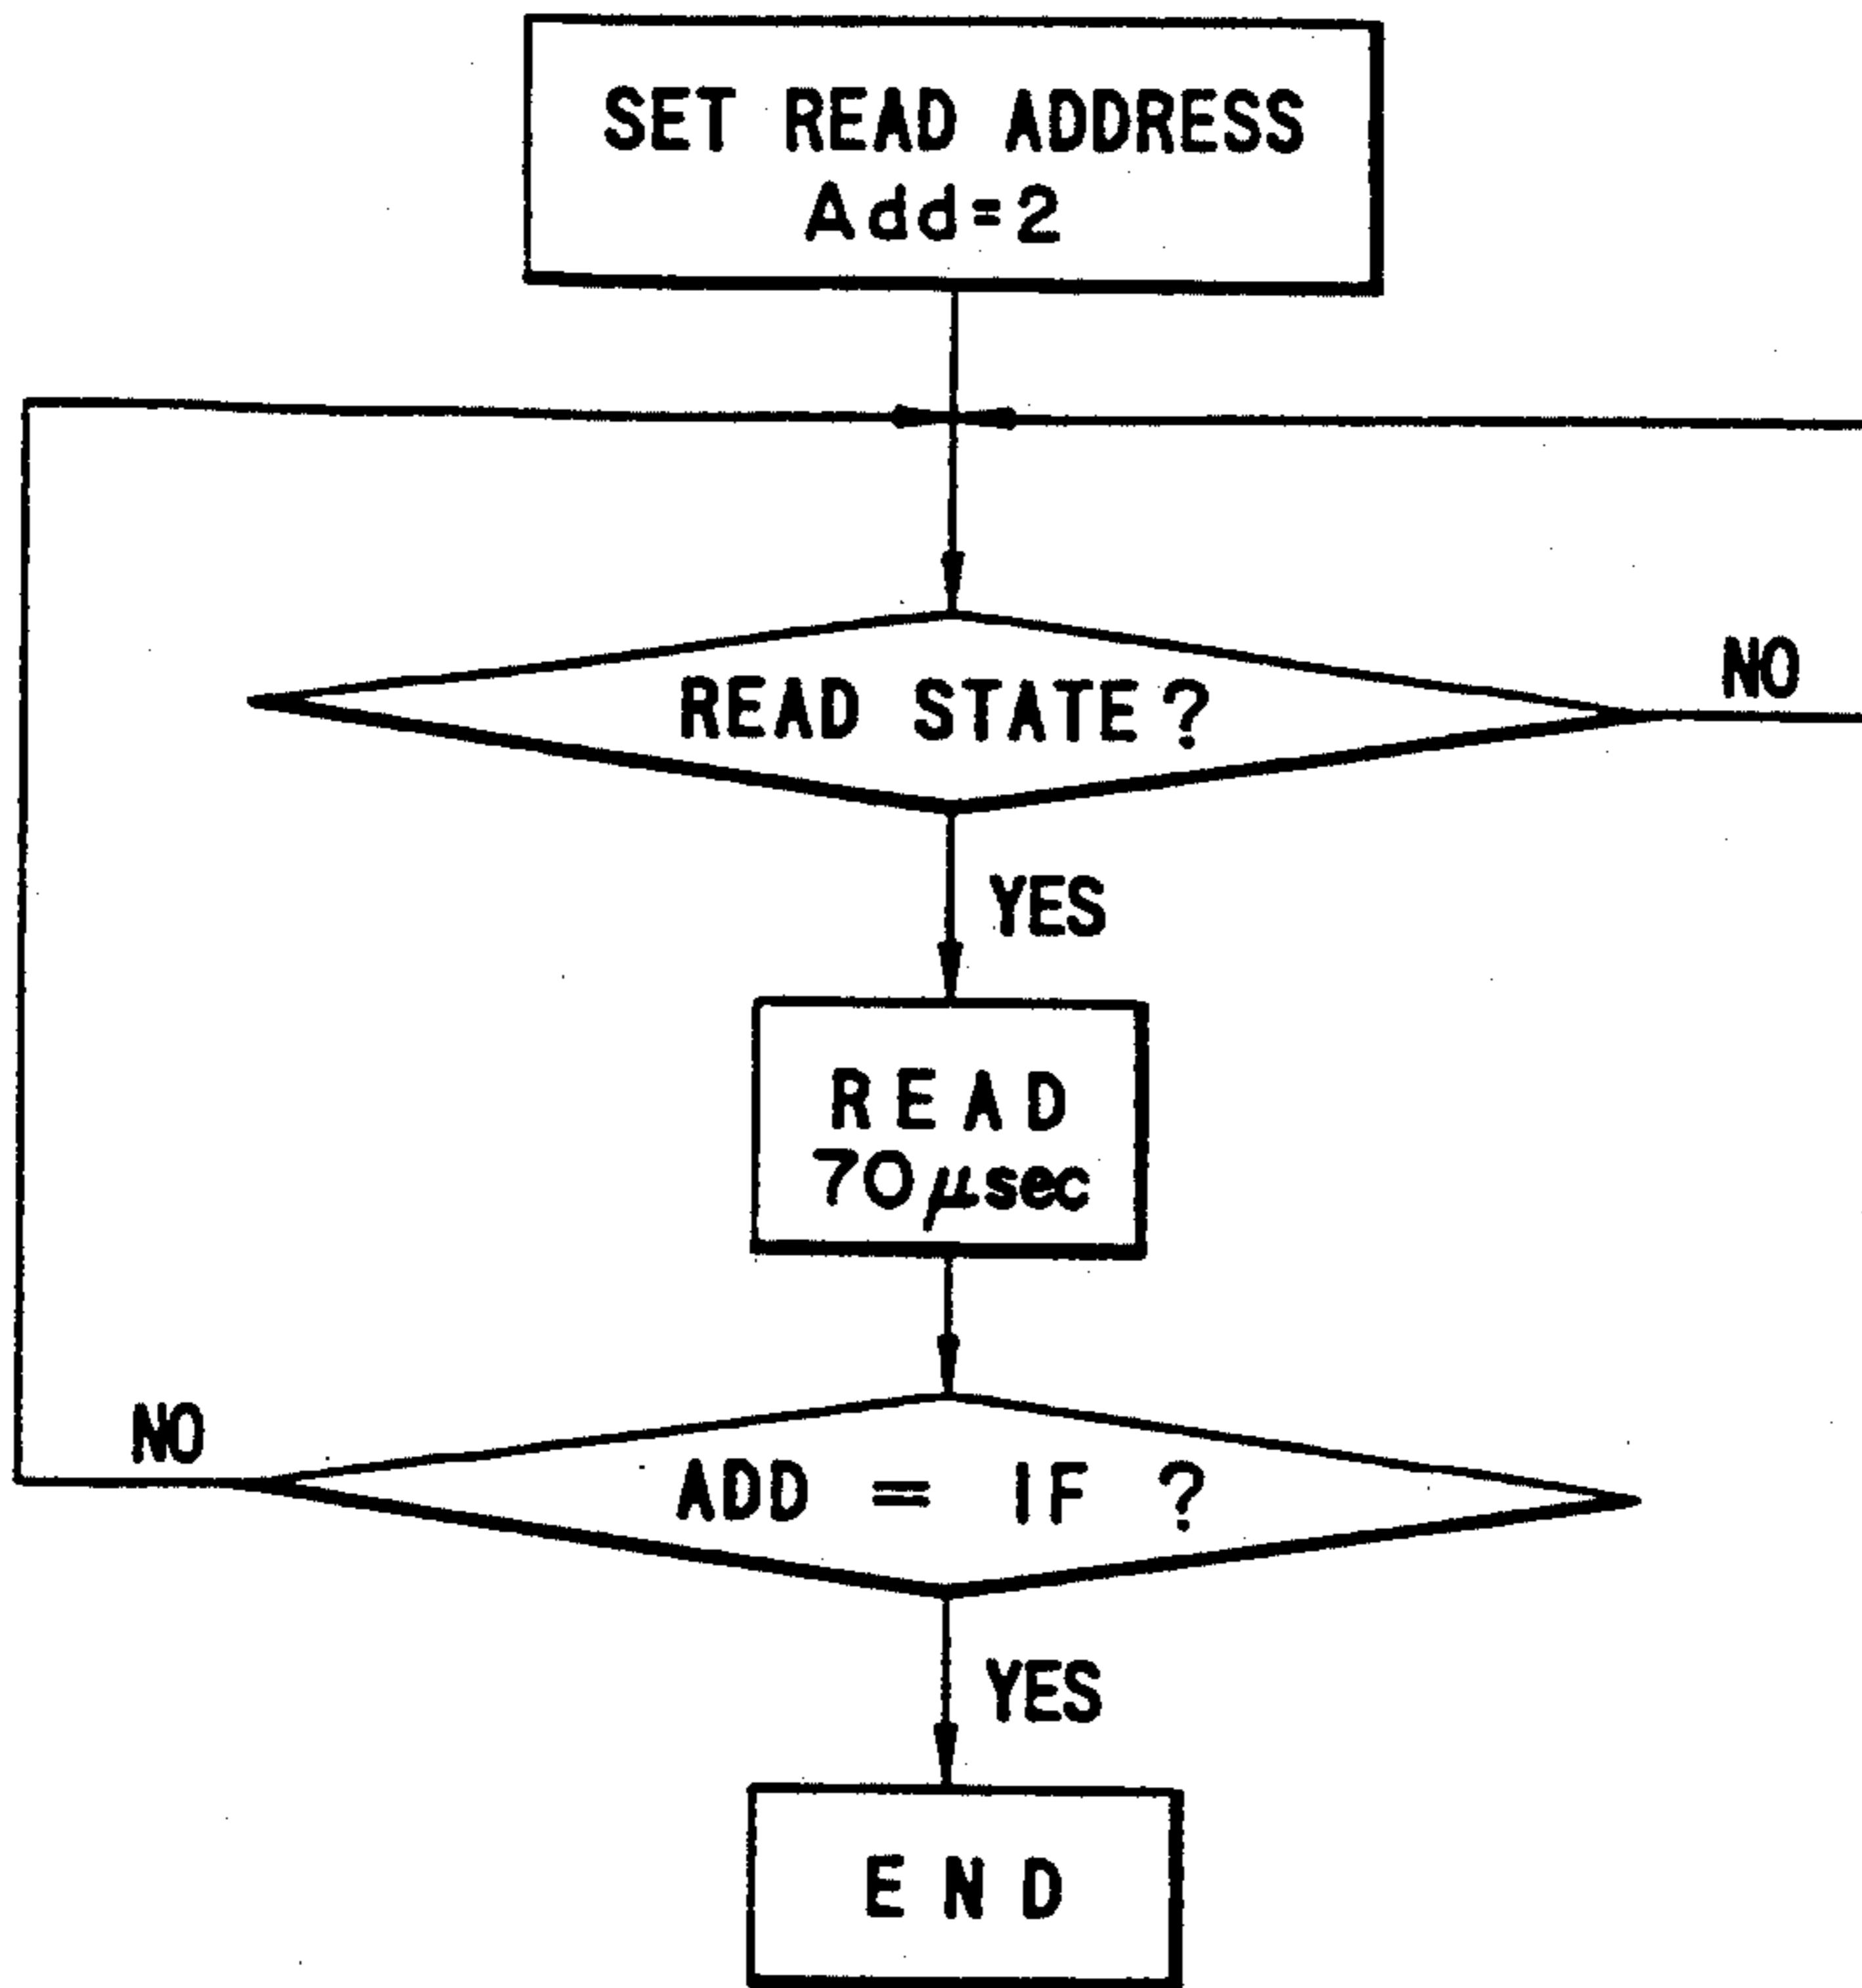 SET READ ADDRESS
Add=2
READ STATE?
NO
YES
READ
70μsec
NO
ADD = IF ?
YES
END